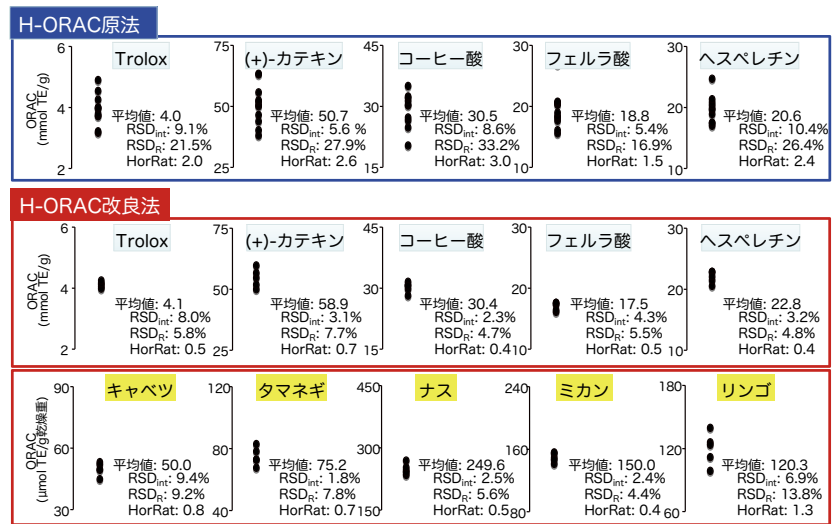 H-ORAC原法
Trolox
(+)-カテキン
コーヒー酸
フェルラ酸
ヘスペレチン
ORAC
(mmol TE/g)
6
4
2
平均値: 4.0
RSDint: 9.1%
RSDR: 21.5%
HorRat: 2.0
75
50
25
平均値: 50.7
RSDint: 5.6 %
RSDR: 27.9%
HorRat: 2.6
45
30
15
平均値: 30.5
RSDint: 8.6%
RSDR: 33.2%
HorRat: 3.0
30
20
10
平均値: 18.8
RSDint: 5.4%
RSDR: 16.9%
HorRat: 1.5
30
20
10
平均値: 20.6
RSDint: 10.4%
RSDR: 26.4%
HorRat: 2.4
H-ORAC改良法
Trolox
(+)-カテキン
コーヒー酸
フェルラ酸
ヘスペレチン
ORAC
(mmol TE/g)
6
4
2
平均値: 4.1
RSDint: 8.0%
RSDR: 5.8%
HorRat: 0.5
75
50
25
平均値: 58.9
RSDint: 3.1%
RSDR: 7.7%
HorRat: 0.7
45
30
15
平均値: 30.4
RSDint: 2.3%
RSDR: 4.7%
HorRat: 0.4
30
20
10
平均値: 17.5
RSDint: 4.3%
RSDR: 5.5%
HorRat: 0.5
30
20
10
平均値: 22.8
RSDint: 3.2%
RSDR: 4.8%
HorRat: 0.4
キャベツ
タマネギ
ナス
ミカン
リンゴ
ORAC
(µmol TE/g乾燥重)
90
60
30
平均値: 50.0
RSDint: 9.4%
RSDR: 9.2%
HorRat: 0.8
120
80
40
平均値: 75.2
RSDint: 1.8%
RSDR: 7.8%
HorRat: 0.7
450
300
150
平均値: 249.6
RSDint: 2.5%
RSDR: 5.6%
HorRat: 0.5
240
160
80
平均値: 150.0
RSDint: 2.4%
RSDR: 4.4%
HorRat: 0.4
180
120
60
平均値: 120.3
RSDint: 6.9%
RSDR: 13.8%
HorRat: 1.3